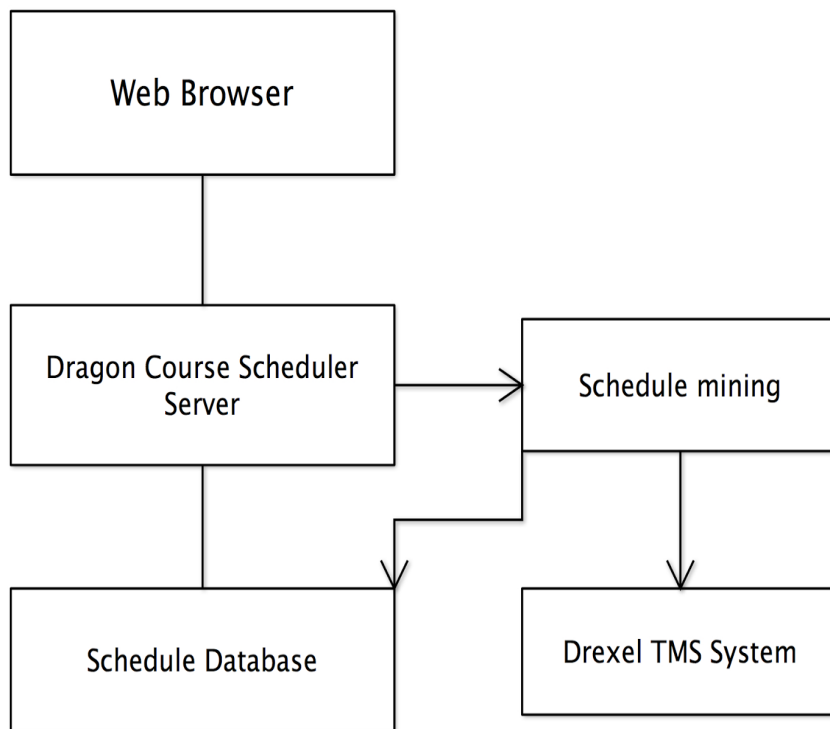 Web Browser
Dragon Course Scheduler
Server
Schedule mining
Schedule Database
Drexel TMS System